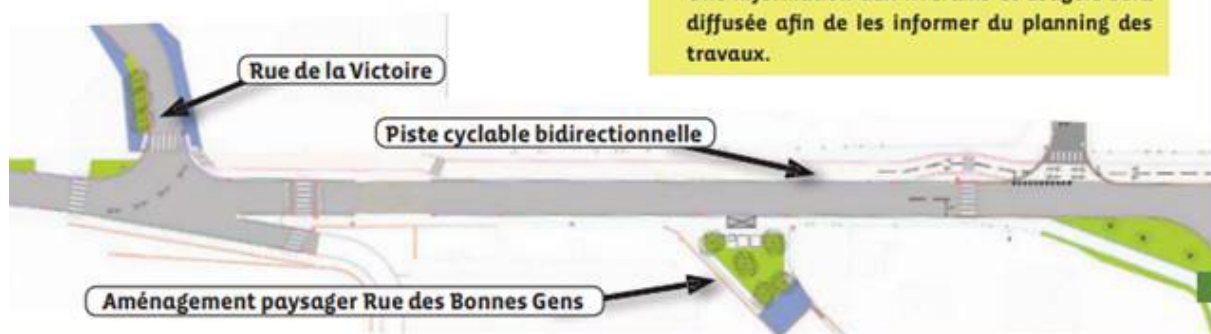 diffusée afin de les informer du planning des
travaux.
Rue de la Victoire
Piste cyclable bidirectionnelle
Aménagement paysager Rue des Bonnes Gens